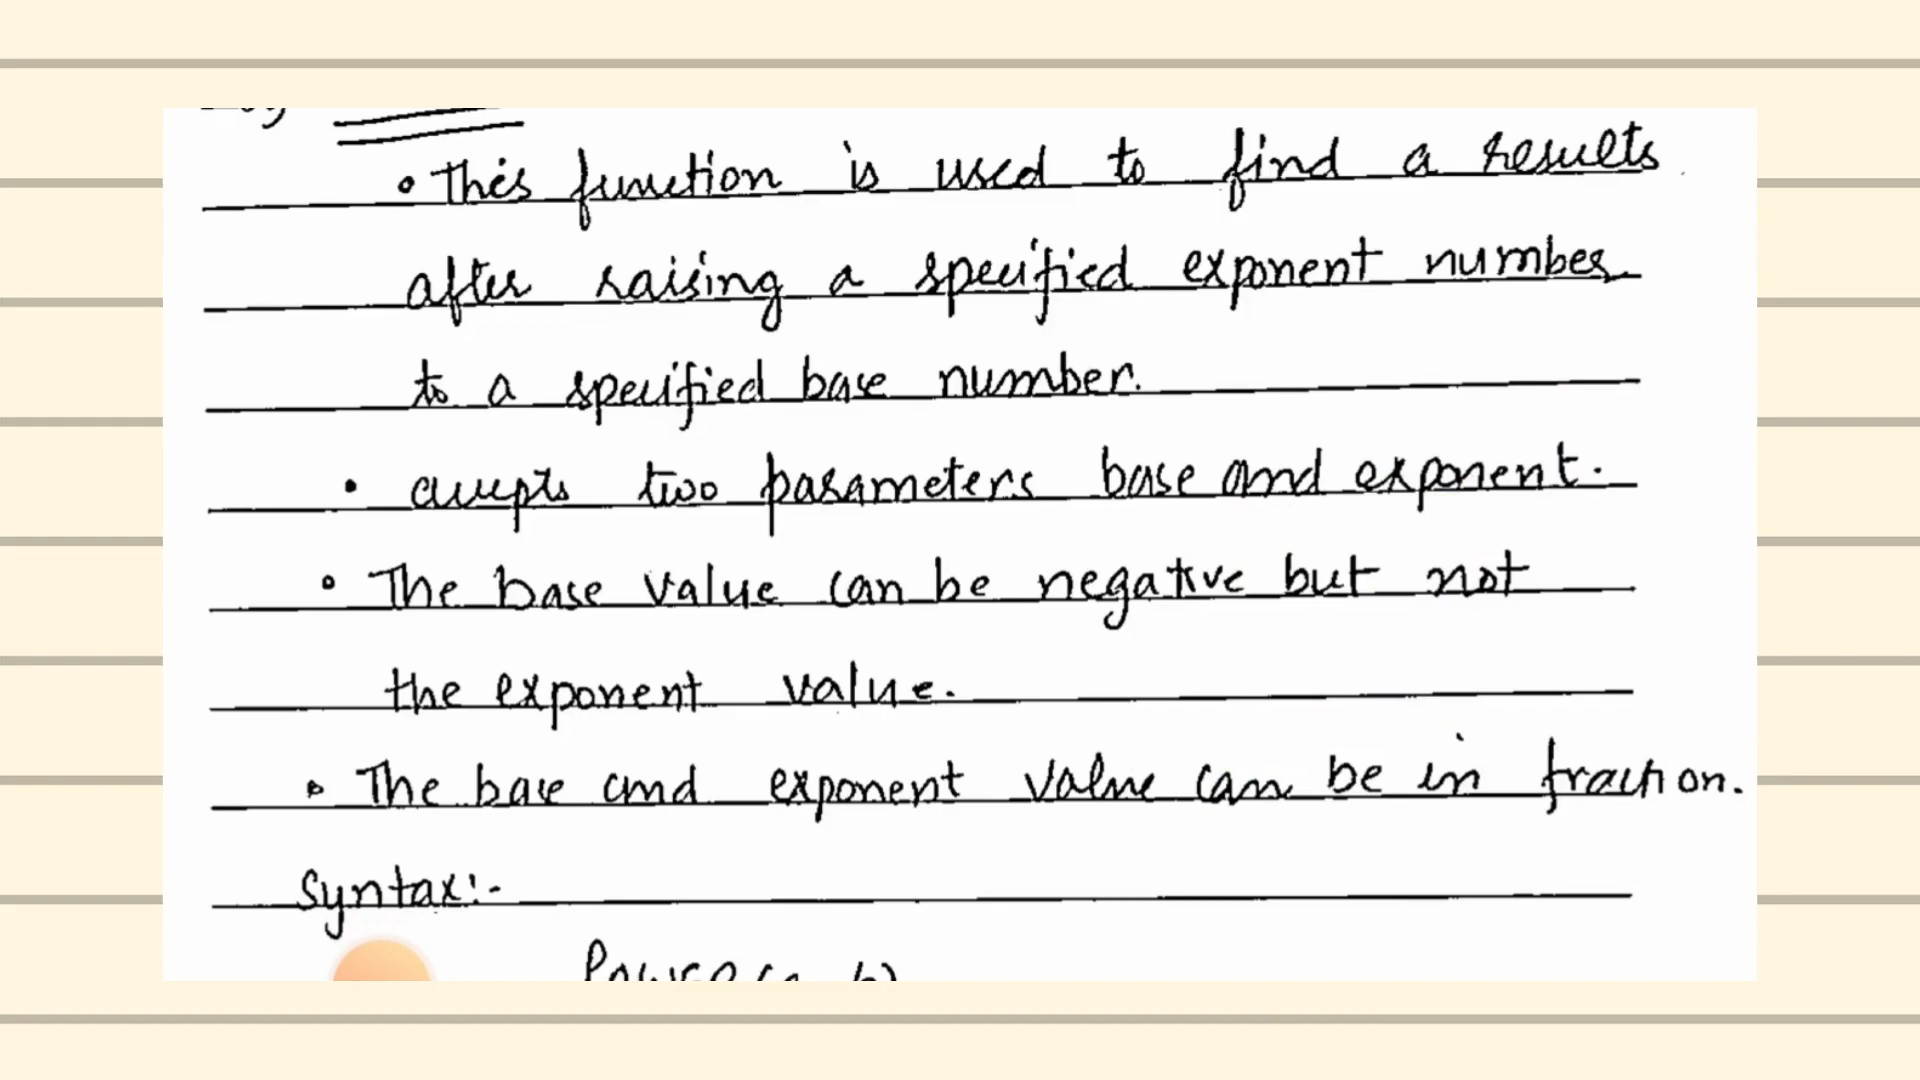 • This function is used to find a results
after raising a specified exponent number
to a specified base number.
• accepts two parameters base and exponent.
• The base value can be negative but not
the exponent value.
• The base and exponent value can be in fraction.
Syntax:-